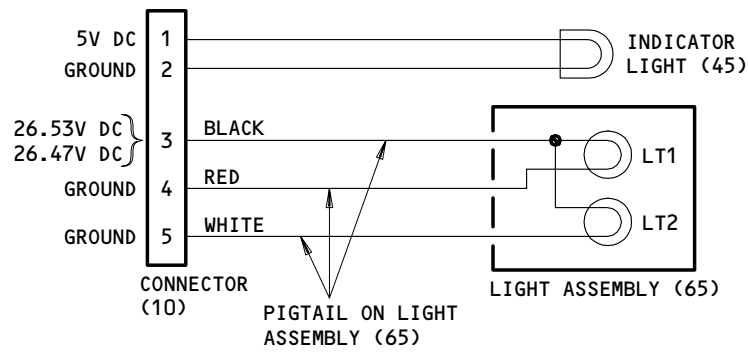 5V DC 1
GROUND 2
INDICATOR
LIGHT (45)
26.53V DC
26.47V DC
3 BLACK
GROUND 4 RED
GROUND 5 WHITE
LT1
LT2
CONNECTOR
(10)
PIGTAIL ON LIGHT
ASSEMBLY (65)
LIGHT ASSEMBLY (65)